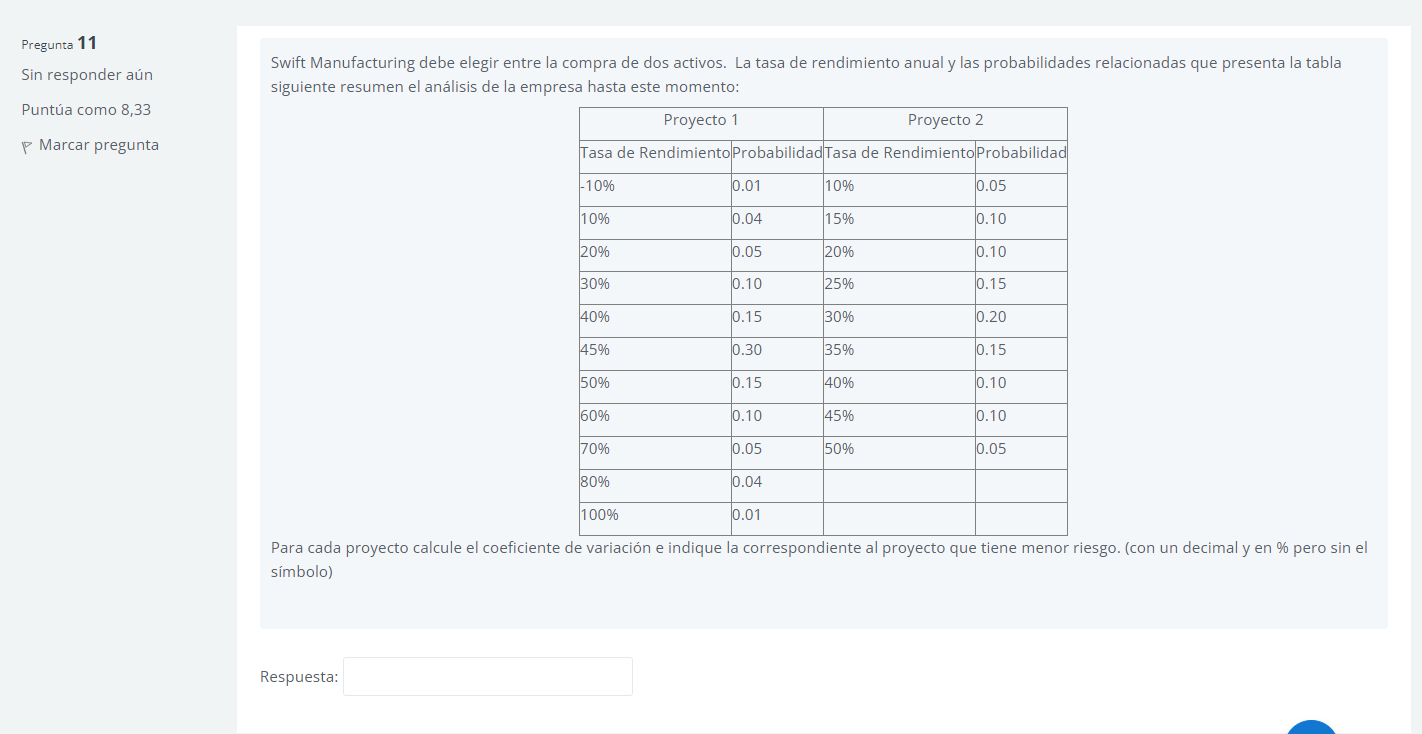 Pregunta 11
Sin responder aún
Puntúa como 8,33
Marcar pregunta
Swift Manufacturing debe elegir entre la compra de dos activos.  La tasa de rendimiento anual y las probabilidades relacionadas que presenta la tabla
siguiente resumen el análisis de la empresa hasta este momento:
Proyecto 1 Proyecto 2
Tasa de Rendimiento Probabilidad Tasa de Rendimiento Probabilidad
-10% 0.01 10% 0.05
10% 0.04 15% 0.10
20% 0.05 20% 0.10
30% 0.10 25% 0.15
40% 0.15 30% 0.20
45% 0.30 35% 0.15
50% 0.15 40% 0.10
60% 0.10 45% 0.10
70% 0.05 50% 0.05
80% 0.04
100% 0.01
Para cada proyecto calcule el coeficiente de variación e indique la correspondiente al proyecto que tiene menor riesgo. (con un decimal y en % pero sin el
símbolo)
Respuesta: